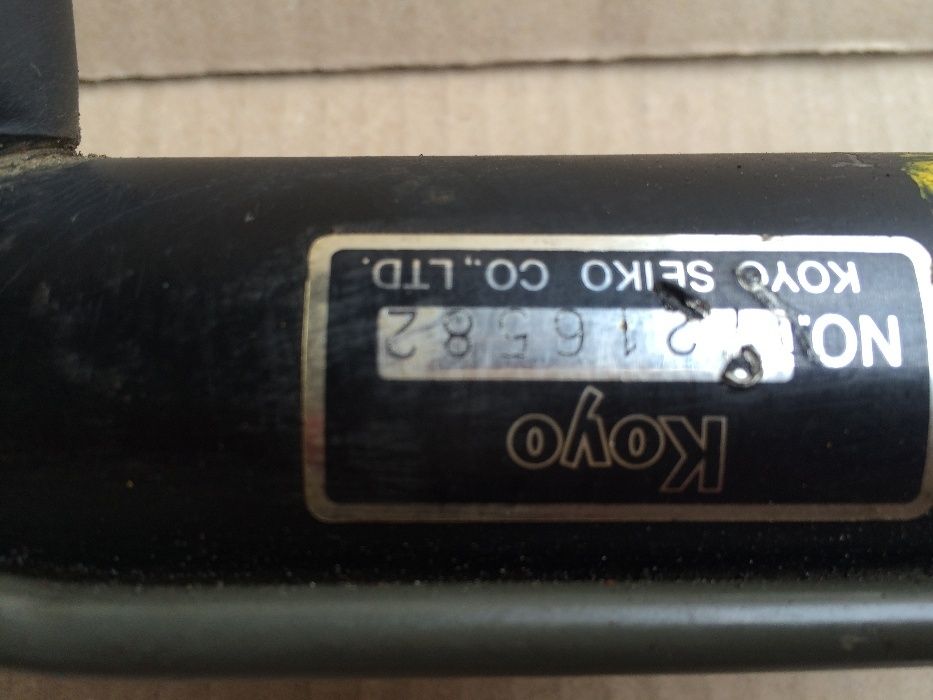 Koyo
NO. 216582
KOYO SEIKO CO., LTD.